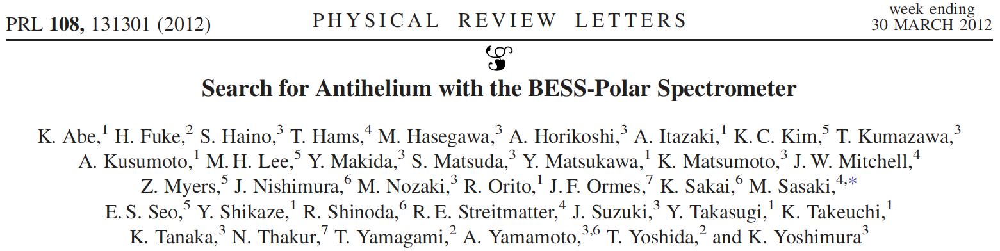 PRL 108, 131301 (2012)
PHYSICAL REVIEW LETTERS
week ending
30 MARCH 2012
Search for Antihelium with the BESS-Polar Spectrometer
K. Abe,1 H. Fuke,2 S. Haino,3 T. Hams,4 M. Hasegawa,3 A. Horikoshi,3 A. Itazaki,1 K. C. Kim,5 T. Kumazawa,3
A. Kusumoto,1 M. H. Lee,5 Y. Makida,3 S. Matsuda,3 Y. Matsukawa,1 K. Matsumoto,3 J. W. Mitchell,4
Z. Myers,5 J. Nishimura,6 M. Nozaki,3 R. Orito,1 J. F. Ormes,7 K. Sakai,6 M. Sasaki,4,*
E. S. Seo,5 Y. Shikaze,1 R. Shinoda,6 R. E. Streitmatter,4 J. Suzuki,3 Y. Takasugi,1 K. Takeuchi,1
K. Tanaka,3 N. Thakur,7 T. Yamagami,2 A. Yamamoto,3,6 T. Yoshida,2 and K. Yoshimura3